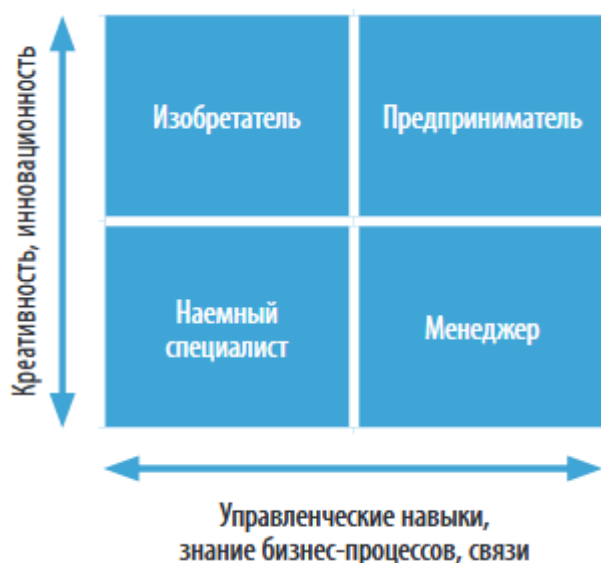 Креативность, инновационность
Изобретатель
Предприниматель
Наемный
специалист
Менеджер
Управленческие навыки,
знание бизнес-процессов, связи